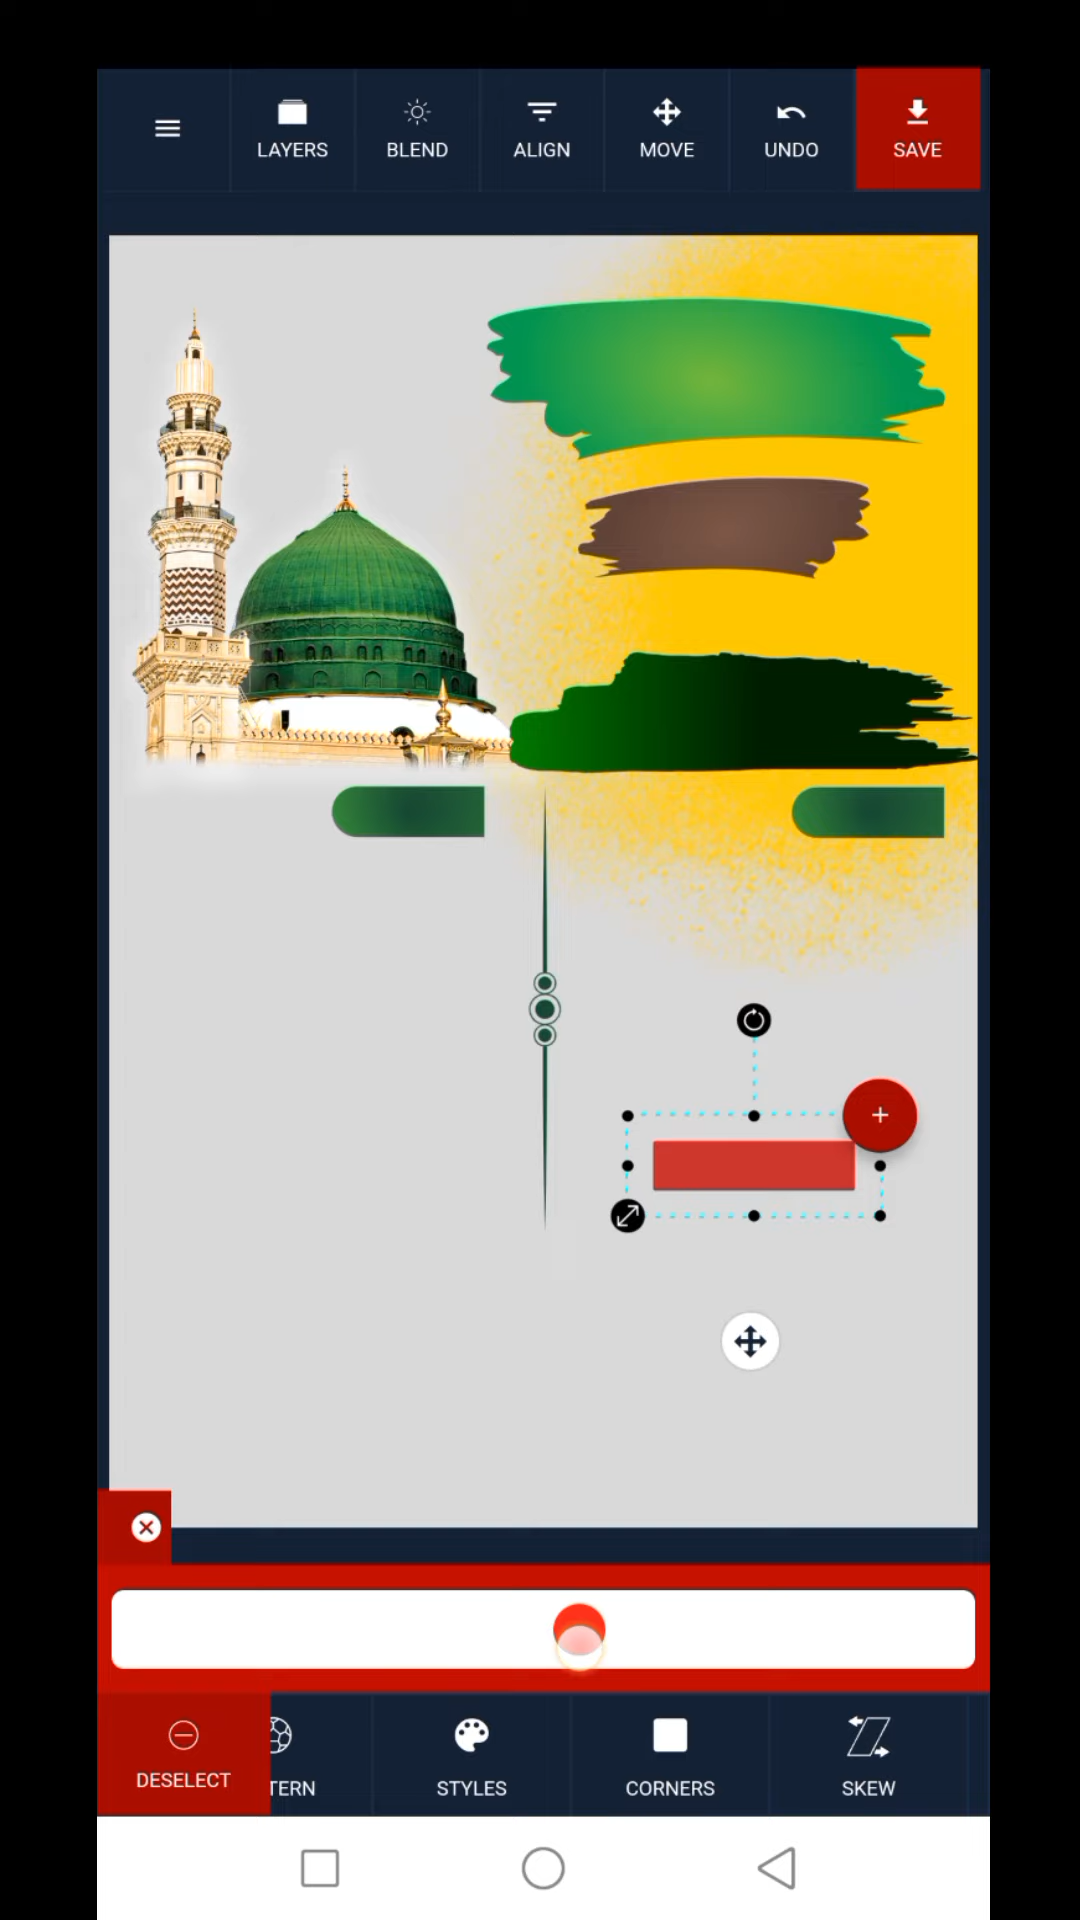 LAYERS
BLEND
ALIGN
MOVE
UNDO
SAVE
DESELECT
TERN
STYLES
CORNERS
SKEW